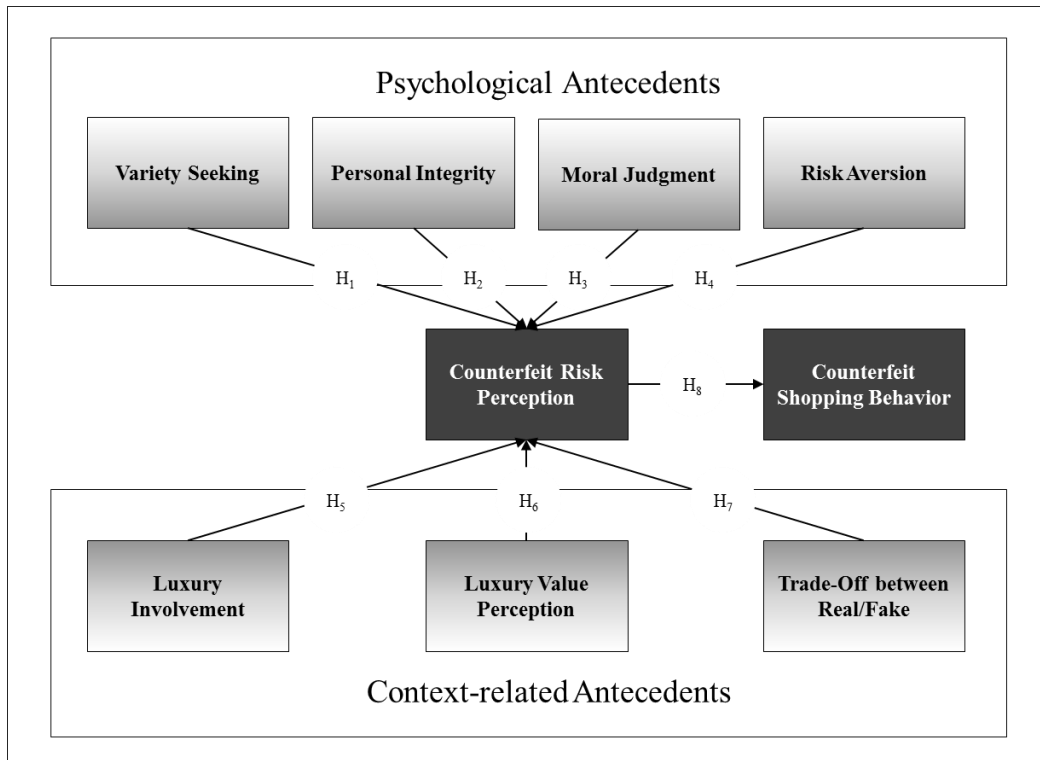 Psychological Antecedents
Variety Seeking
Personal Integrity
Moral Judgment
Risk Aversion
H1
H2
H3
H4
Counterfeit Risk
Perception
H8
Counterfeit
Shopping Behavior
H5
H6
H7
Luxury
Involvement
Luxury Value
Perception
Trade-Off between
Real/Fake
Context-related Antecedents